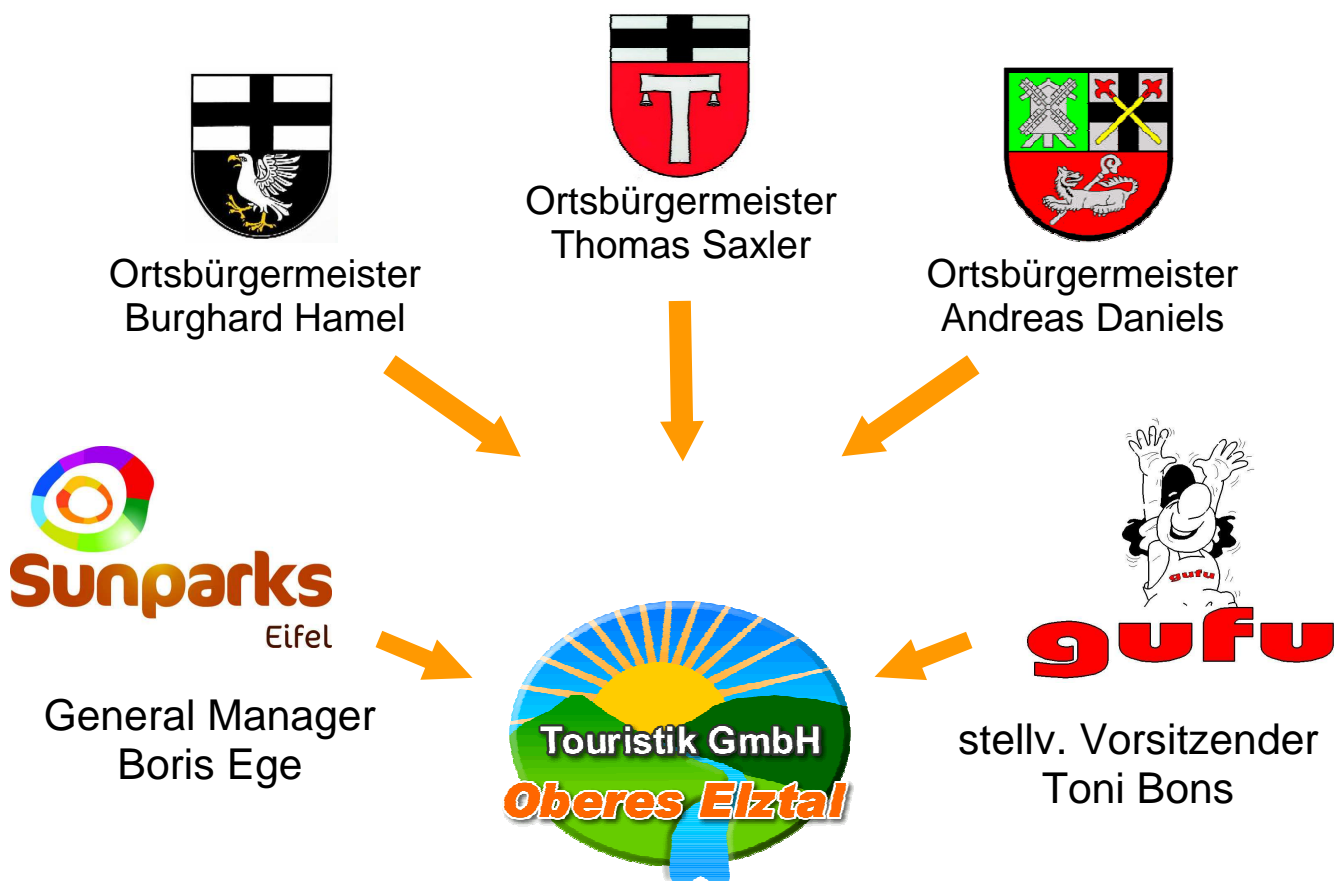 Ortsbürgermeister
Thomas Saxler
Ortsbürgermeister
Burghard Hamel
Ortsbürgermeister
Andreas Daniels
Sunparks
Eifel
General Manager
Boris Ege
gufu
gufu
stellv. Vorsitzender
Toni Bons
Touristik GmbH
Oberes Elztal